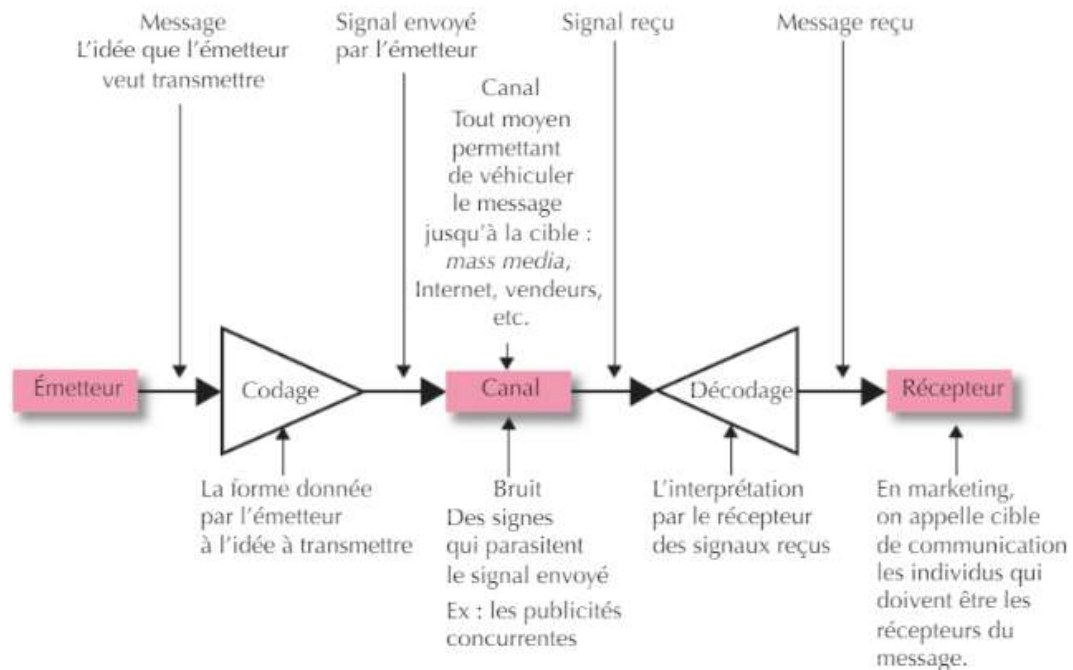 Message
L'idée que l'émetteur
veut transmettre
Signal envoyé
par l'émetteur
Canal
Tout moyen
permettant
de véhiculer
le message
jusqu'à la cible :
mass media,
Internet, vendeurs,
etc.
Signal reçu
Message reçu
Émetteur
Codage
Canal
Décodage
Récepteur
La forme donnée
par l'émetteur
à l'idée à transmettre
Bruit
Des signes
qui parasitent
le signal envoyé
Ex : les publicités
concurrentes
L'interprétation
par le récepteur
des signaux reçus
En marketing,
on appelle cible
de communication
les individus qui
doivent être les
récepteurs du
message.